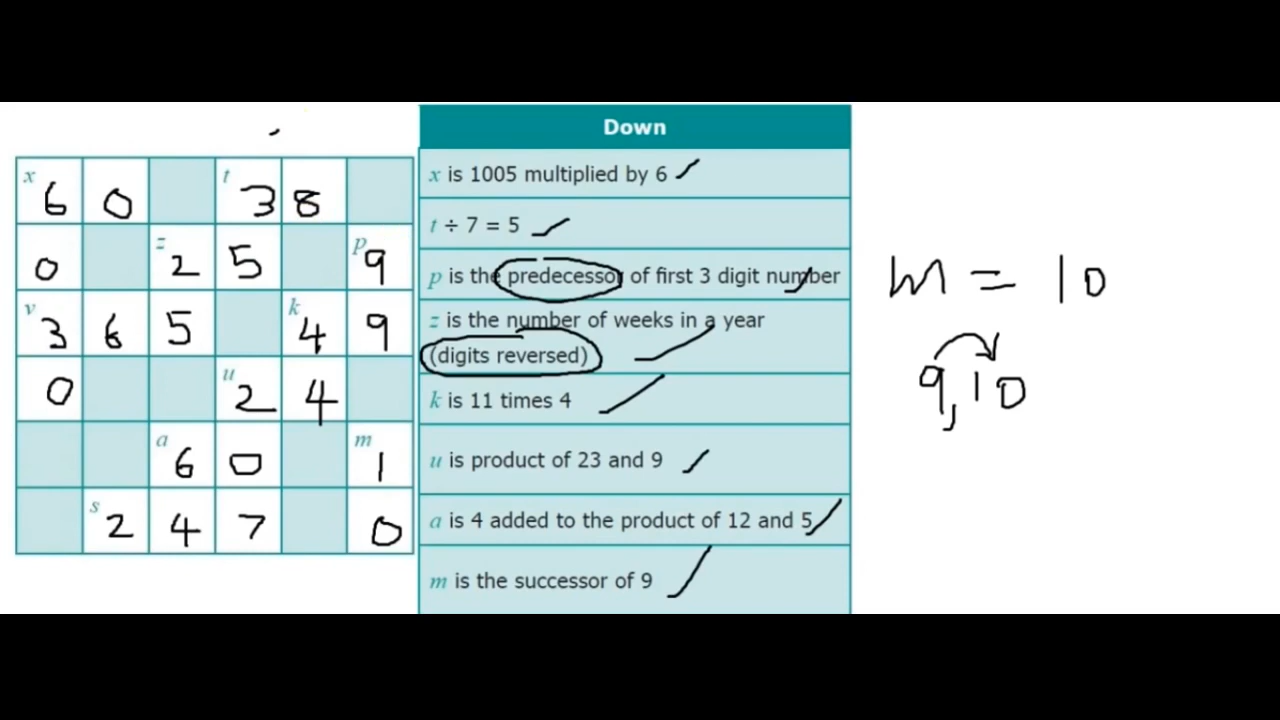 x 6 0 t 3 8
0 z 2 5 p 9
v 3 6 5 k 4 9
0 u 2 4
a 6 0 m 1
s 2 4 7 0
Down
x is 1005 multiplied by 6
t ÷ 7 = 5
p is the predecessor of first 3 digit number
z is the number of weeks in a year
(digits reversed)
k is 11 times 4
u is product of 23 and 9
a is 4 added to the product of 12 and 5
m is the successor of 9
m = 10
9,10